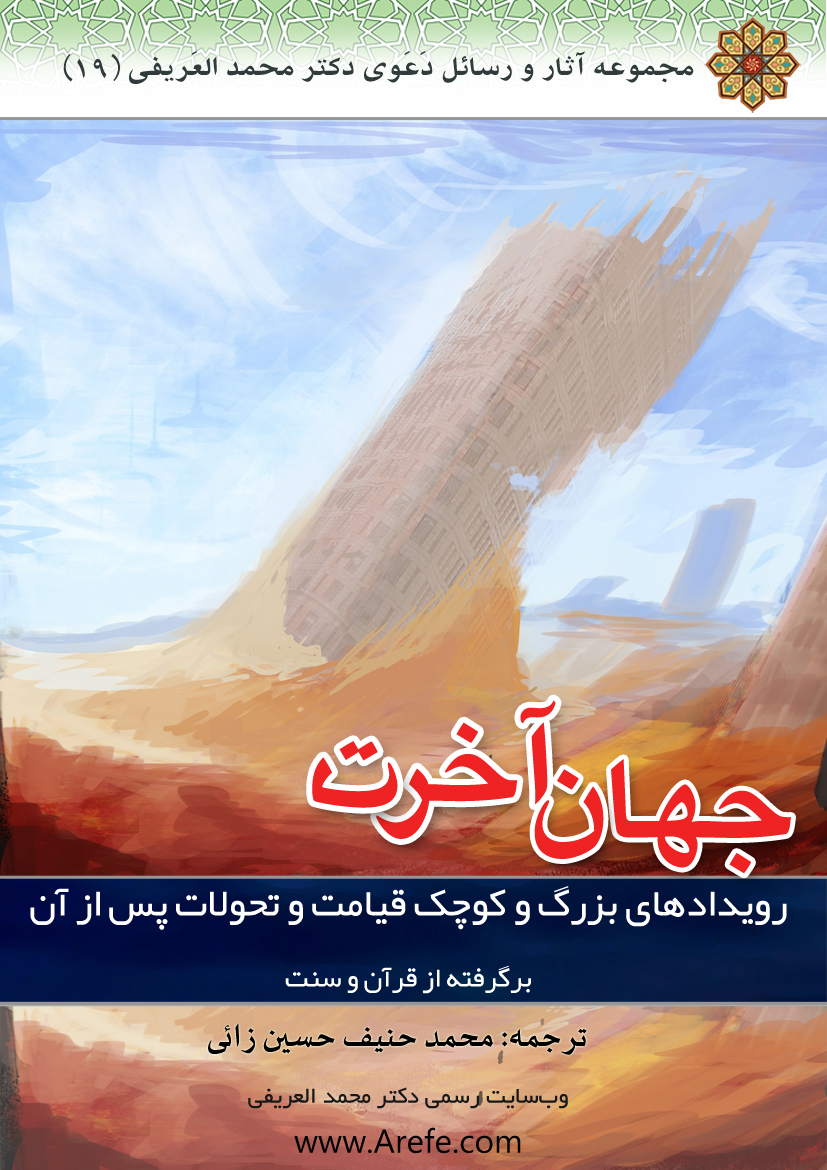 مجموعه آثار و رسائل دَعَوی دکتر محمد العَریفی (۱۹)
جهان آخرت
رویدادهای بزرگ و کوچک قیامت و تحولات پس از آن
برگرفته از قرآن و سنت
ترجمه: محمد حنیف حسین زائی
وب‌سایت رسمی دکتر محمد العریفی
www.Arefe.com